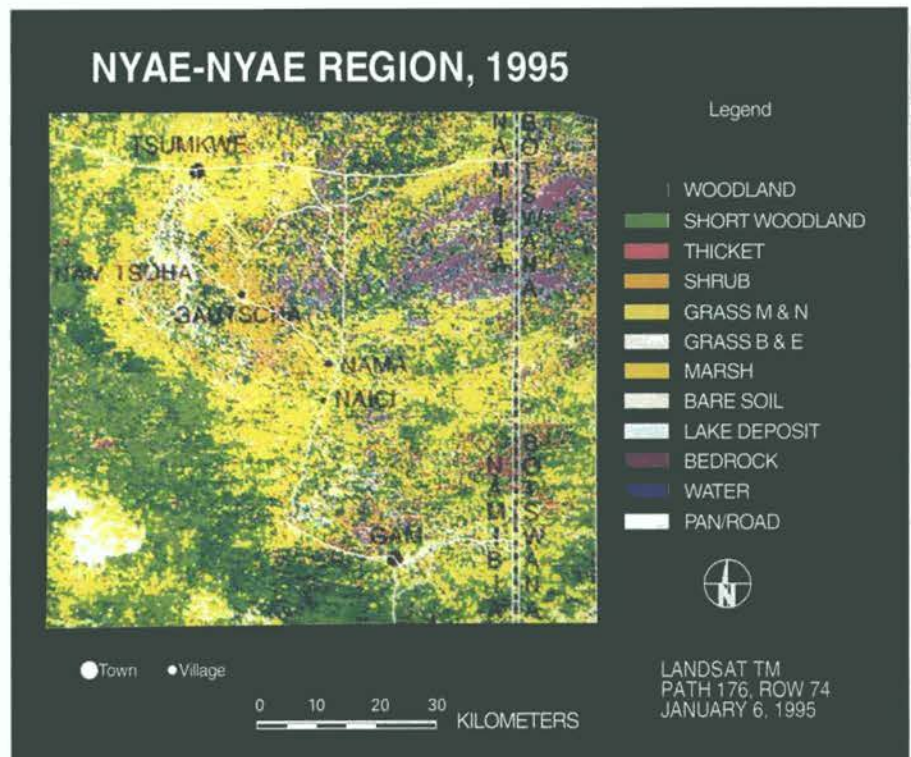 NYAE-NYAE REGION, 1995
Legend
WOODLAND
SHORT WOODLAND
THICKET
SHRUB
GRASS M & N
GRASS B & E
MARSH
BARE SOIL
LAKE DEPOSIT
BEDROCK
WATER
PAN/ROAD
TSUMKWE
NAMIBIA
BOTSWANA
NAMA
NAICI
NAMIBIA
BOTSWANA
GAM
N
Town
Village
0 10 20 30
KILOMETERS
LANDSAT TM
PATH 176, ROW 74
JANUARY 6, 1995